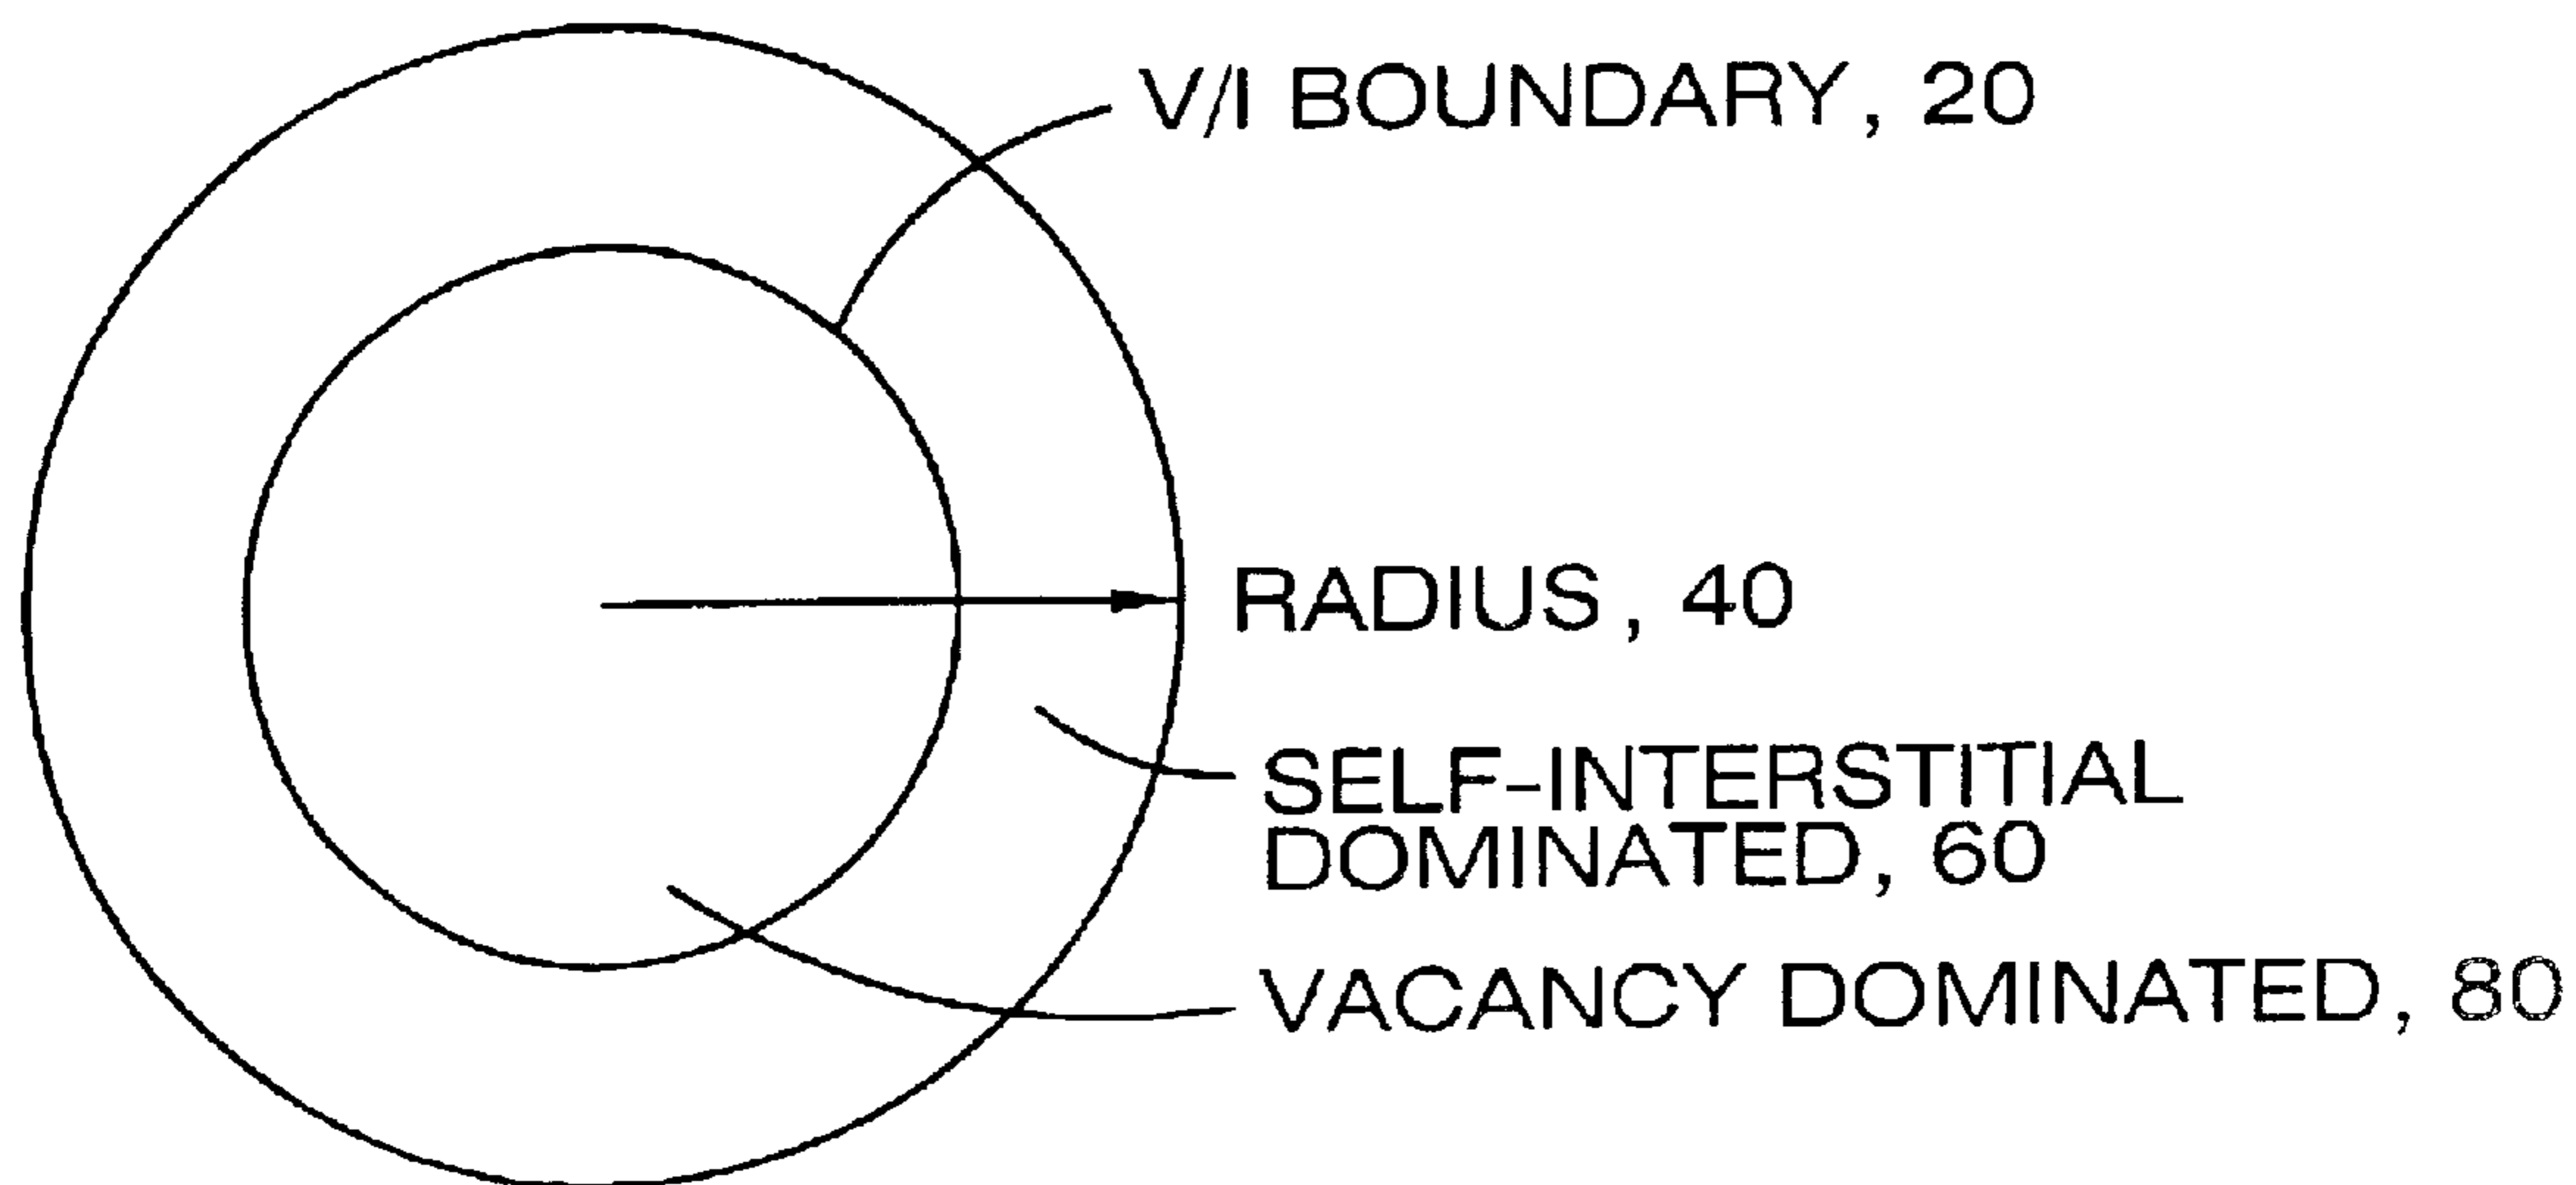 V/I BOUNDARY, 20
RADIUS, 40
SELF-INTERSTITIAL
DOMINATED, 60
VACANCY DOMINATED, 80